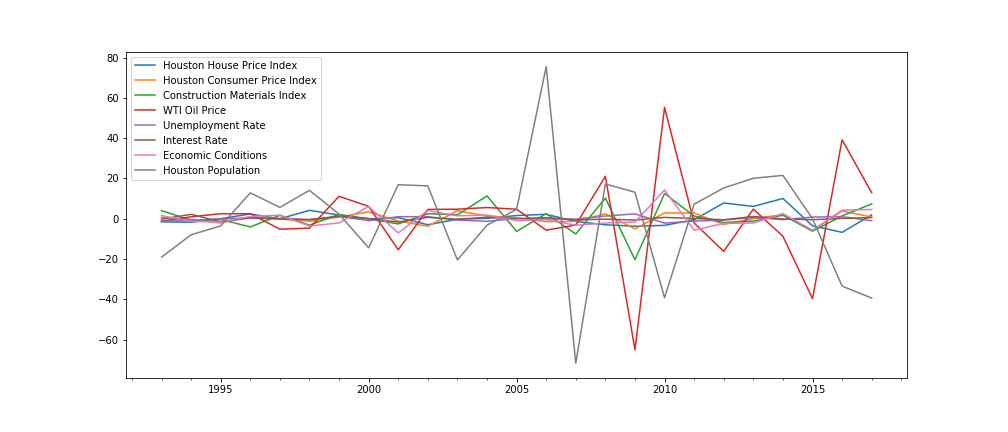 80
60
40
20
0
−20
−40
−60
Houston House Price Index
Houston Consumer Price Index
Construction Materials Index
WTI Oil Price
Unemployment Rate
Interest Rate
Economic Conditions
Houston Population
1995 2000 2005 2010 2015